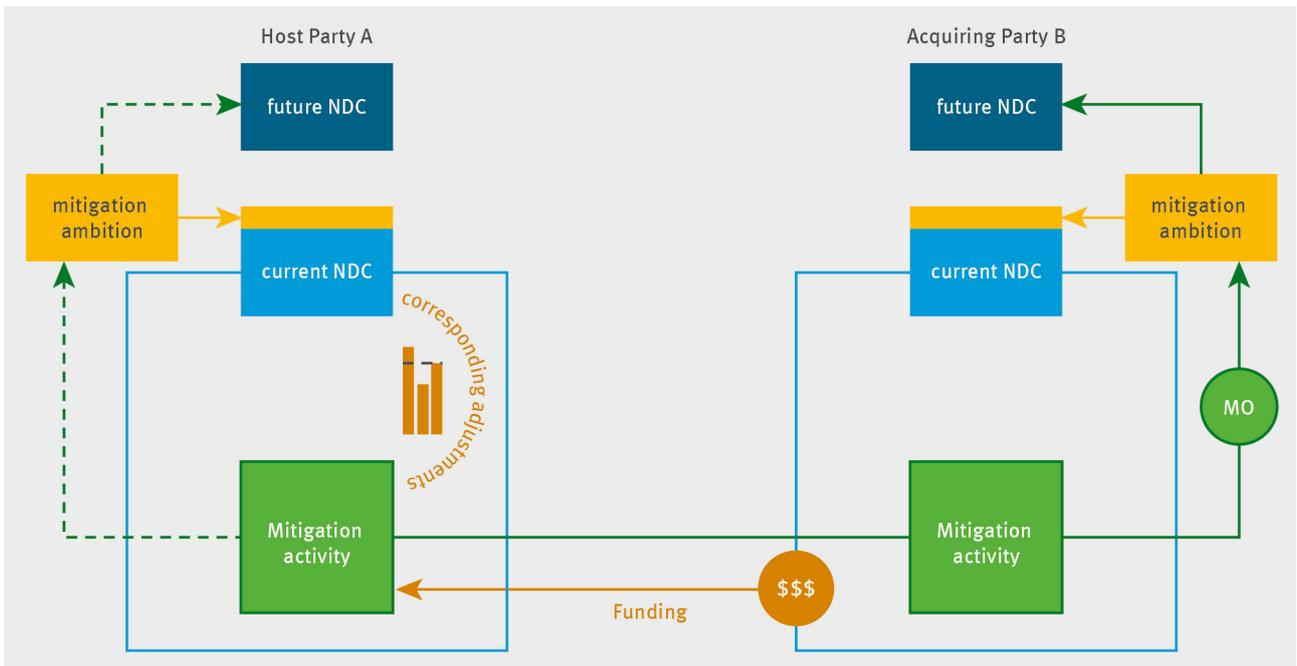 Host Party A
Acquiring Party B
future NDC
future NDC
mitigation
ambition
mitigation
ambition
current NDC
current NDC
corresponding adjustments
MO
Mitigation
activity
Mitigation
activity
$$$
Funding